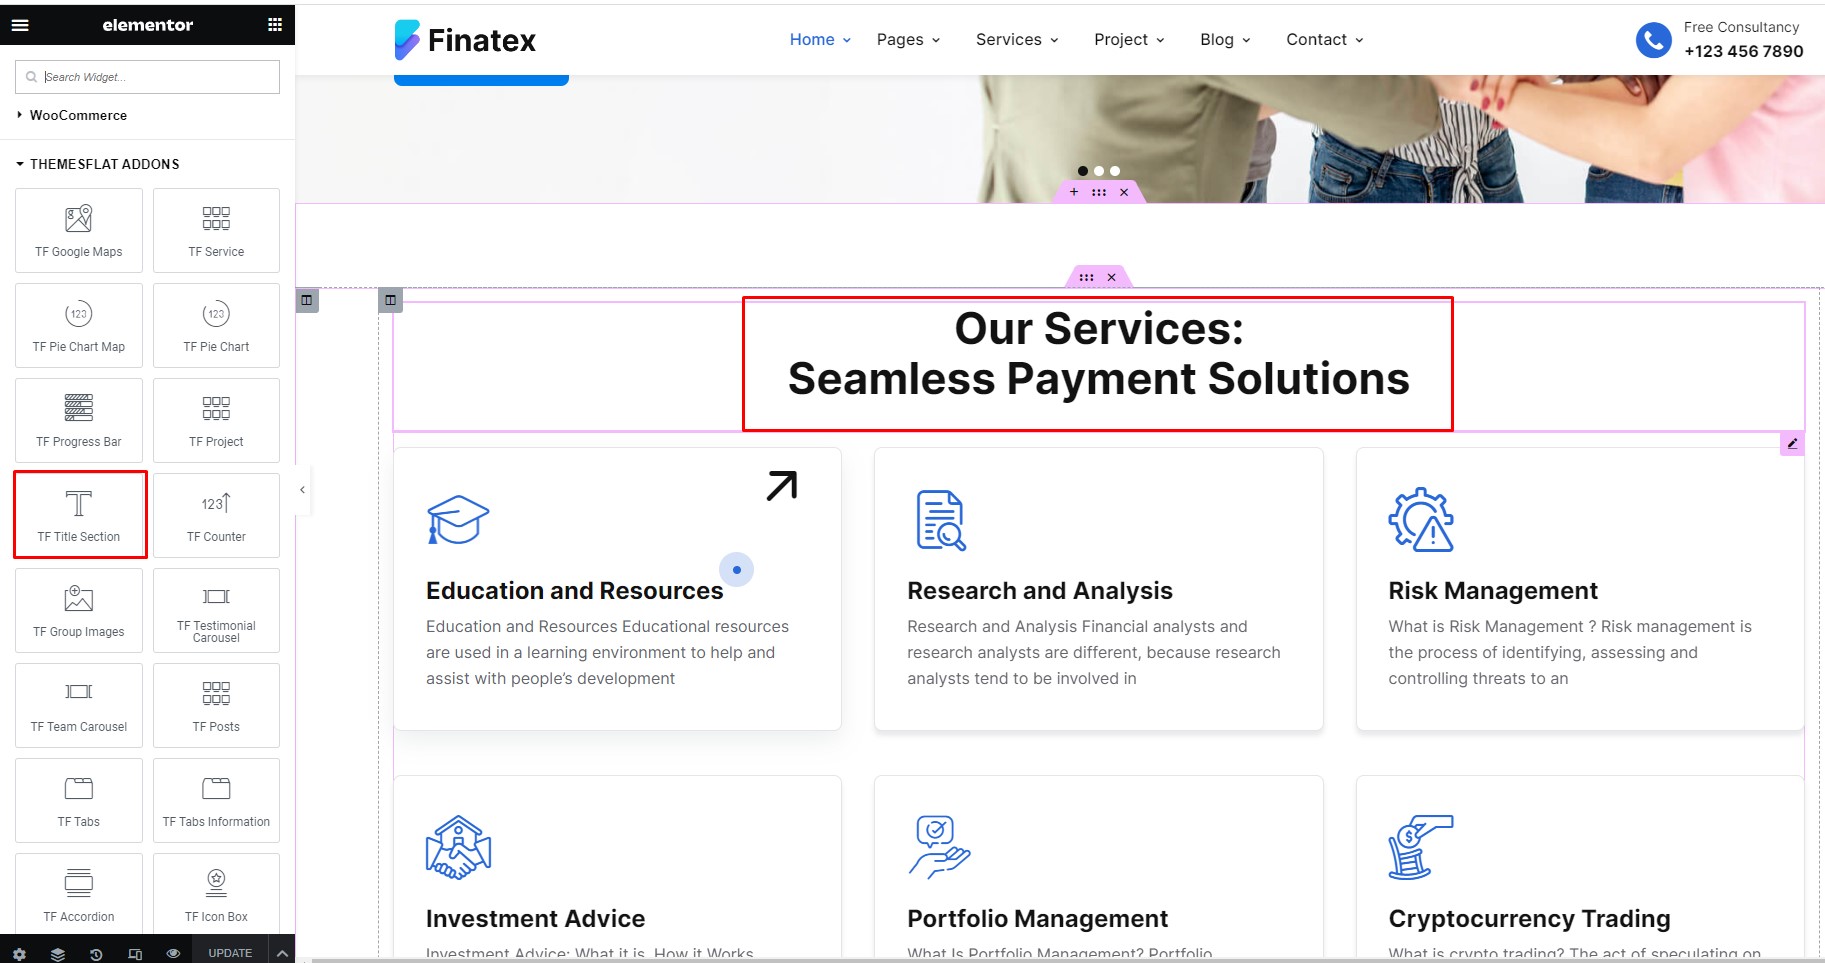 elementor
Search Widget...
WooCommerce
THEMESFLAT ADDONS
TF Google Maps
TF Service
123
TF Pie Chart Map
123
TF Pie Chart
TF Progress Bar
TF Project
TF Title Section
123
TF Counter
TF Group Images
TF Testimonial
Carousel
TF Team Carousel
TF Posts
TF Tabs
TF Tabs Information
TF Accordion
TF Icon Box
UPDATE
Finatex
Home
Pages
Services
Project
Blog
Contact
Free Consultancy
+123 456 7890
Our Services:
Seamless Payment Solutions
Education and Resources
Education and Resources Educational resources
are used in a learning environment to help and
assist with people’s development
Research and Analysis
Research and Analysis Financial analysts and
research analysts are different, because research
analysts tend to be involved in
Risk Management
What is Risk Management ? Risk management is
the process of identifying, assessing and
controlling threats to an
Investment Advice
Investment Advice: What it is, How it Works
Portfolio Management
What Is Portfolio Management? Portfolio
Cryptocurrency Trading
What is crypto trading? The act of speculating on